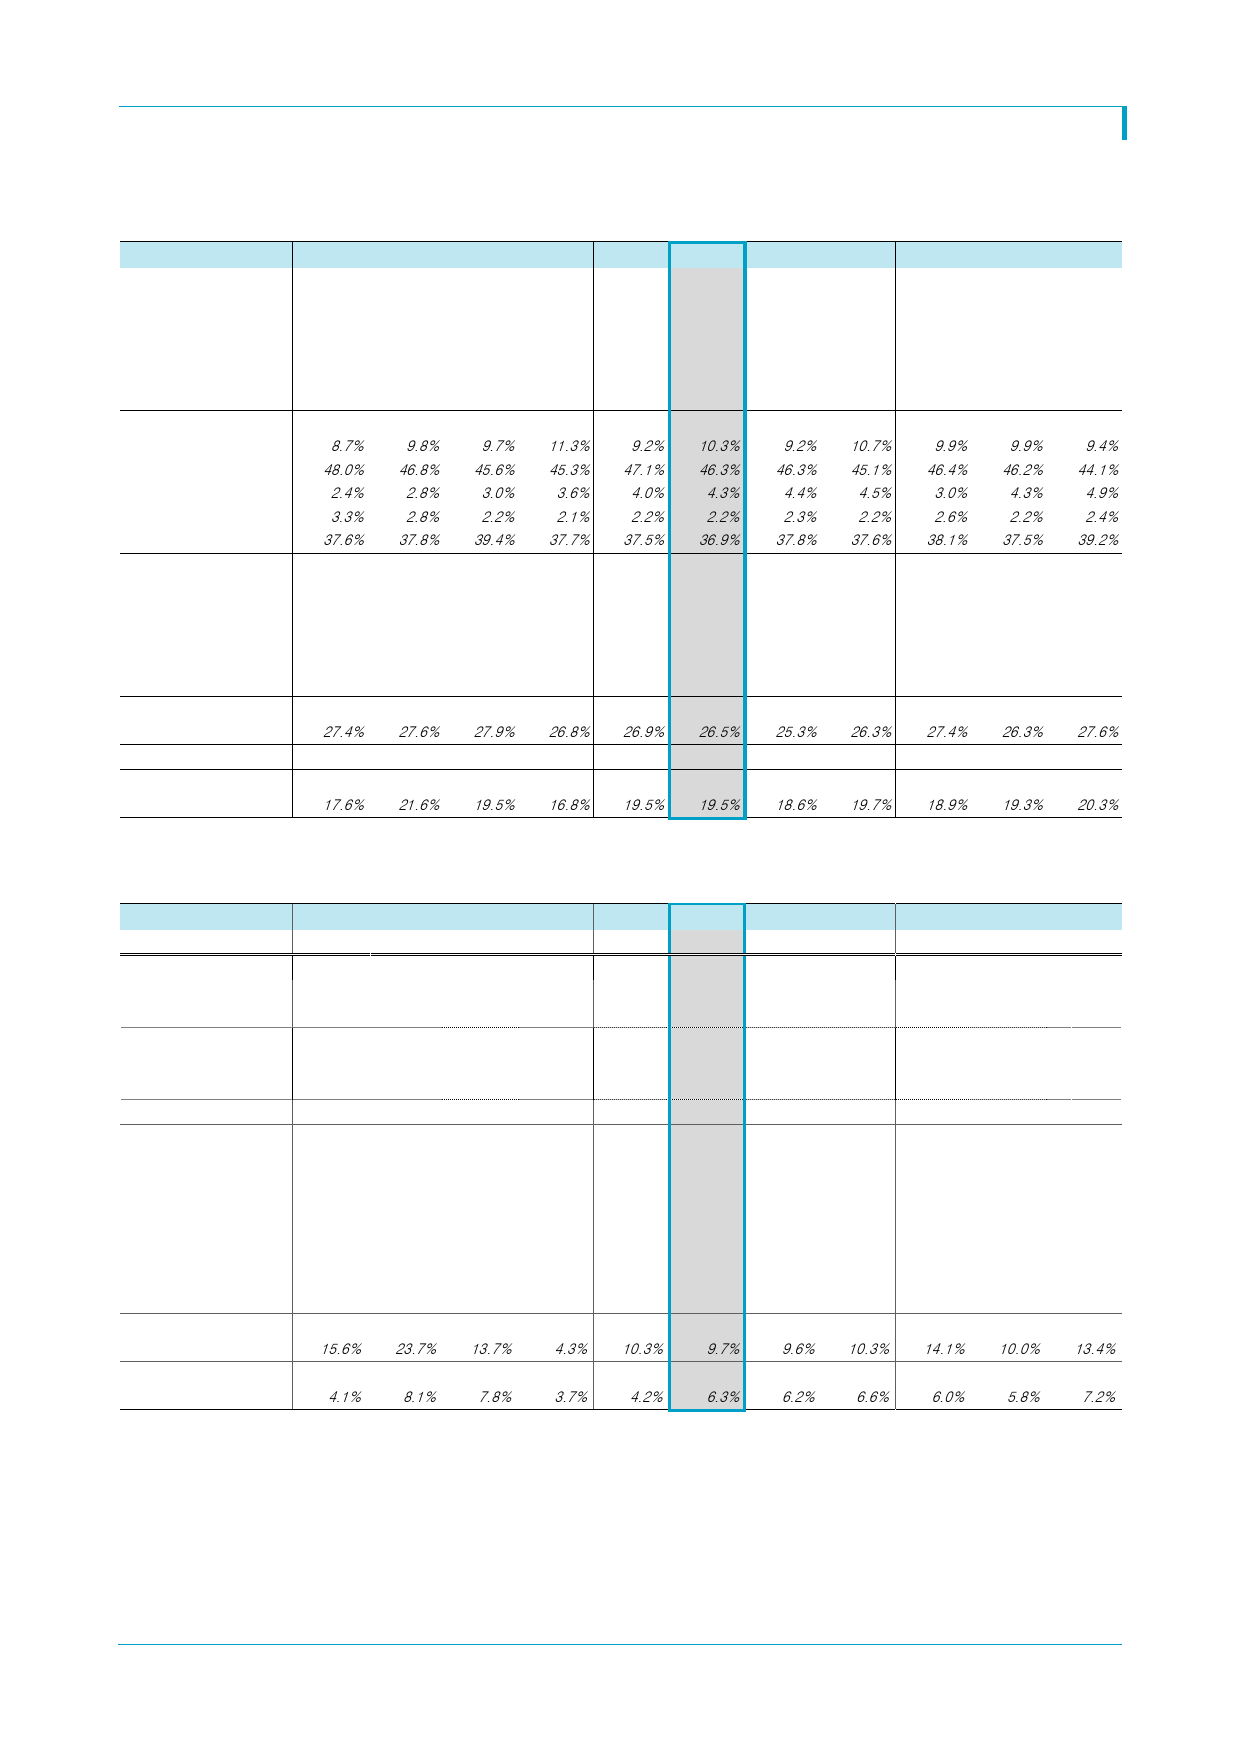 8.7% 9.8% 9.7% 11.3% 9.2% 10.3% 9.2% 10.7% 9.9% 9.9% 9.4%
48.0% 46.8% 45.6% 45.3% 47.1% 46.3% 46.3% 45.1% 46.4% 46.2% 44.1%
2.4% 2.8% 3.0% 3.6% 4.0% 4.3% 4.4% 4.5% 3.0% 4.3% 4.9%
3.3% 2.8% 2.2% 2.1% 2.2% 2.2% 2.3% 2.2% 2.6% 2.2% 2.4%
37.6% 37.8% 39.4% 37.7% 37.5% 36.9% 37.8% 37.6% 38.1% 37.5% 39.2%
27.4% 27.6% 27.9% 26.8% 26.9% 26.5% 25.3% 26.3% 27.4% 26.3% 27.6%
17.6% 21.6% 19.5% 16.8% 19.5% 19.5% 18.6% 19.7% 18.9% 19.3% 20.3%
15.6% 23.7% 13.7% 4.3% 10.3% 9.7% 9.6% 10.3% 14.1% 10.0% 13.4%
4.1% 8.1% 7.8% 3.7% 4.2% 6.3% 6.2% 6.6% 6.0% 5.8% 7.2%